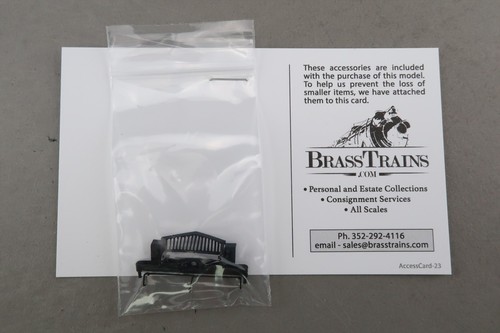 These accessories are included
with the purchase of this model.
To help us prevent the loss of
smaller items, we have attached
them to this card.
BRASSTRAINS
.COM
• Personal and Estate Collections
• Consignment Services
• All Scales
Ph. 352-292-4116
email - sales@brasstrains.com
AccessCard-23